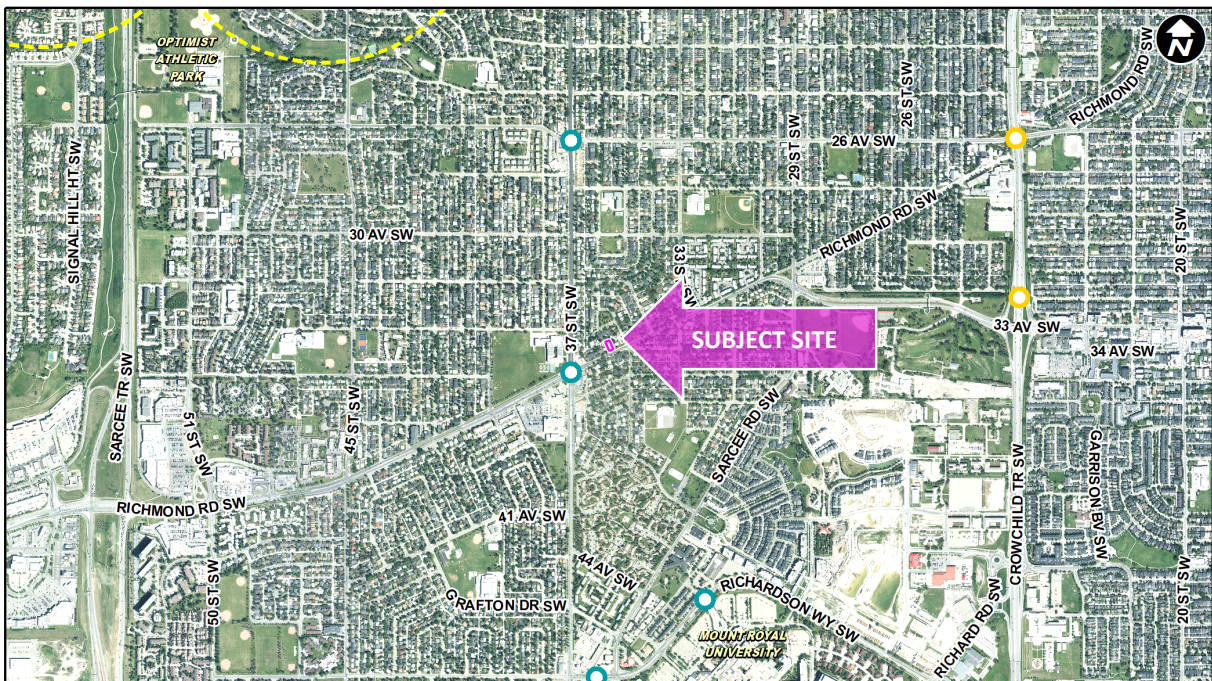 OPTIMIST
ATHLETIC
PARK
N
RICHMOND RD SW
26 ST SW
26 AV SW
29 ST SW
SIGNAL HILL HT SW
RICHMOND RD SW
20 ST SW
30 AV SW
33 S
W
37 ST SW
SUBJECT SITE
33 AV SW
34 AV SW
SARCEE TR SW
45 ST SW
51 ST SW
SARCEE RD SW
GARRISON BV SW
CROWCHILD TR SW
RICHMOND RD SW
41 AV SW
44 AV SW
50 ST SW
GRAFTON DR SW
RICHARDSON WY SW
20 ST SW
MOUNT ROYAL
UNIVERSITY
RICHARD RD SW